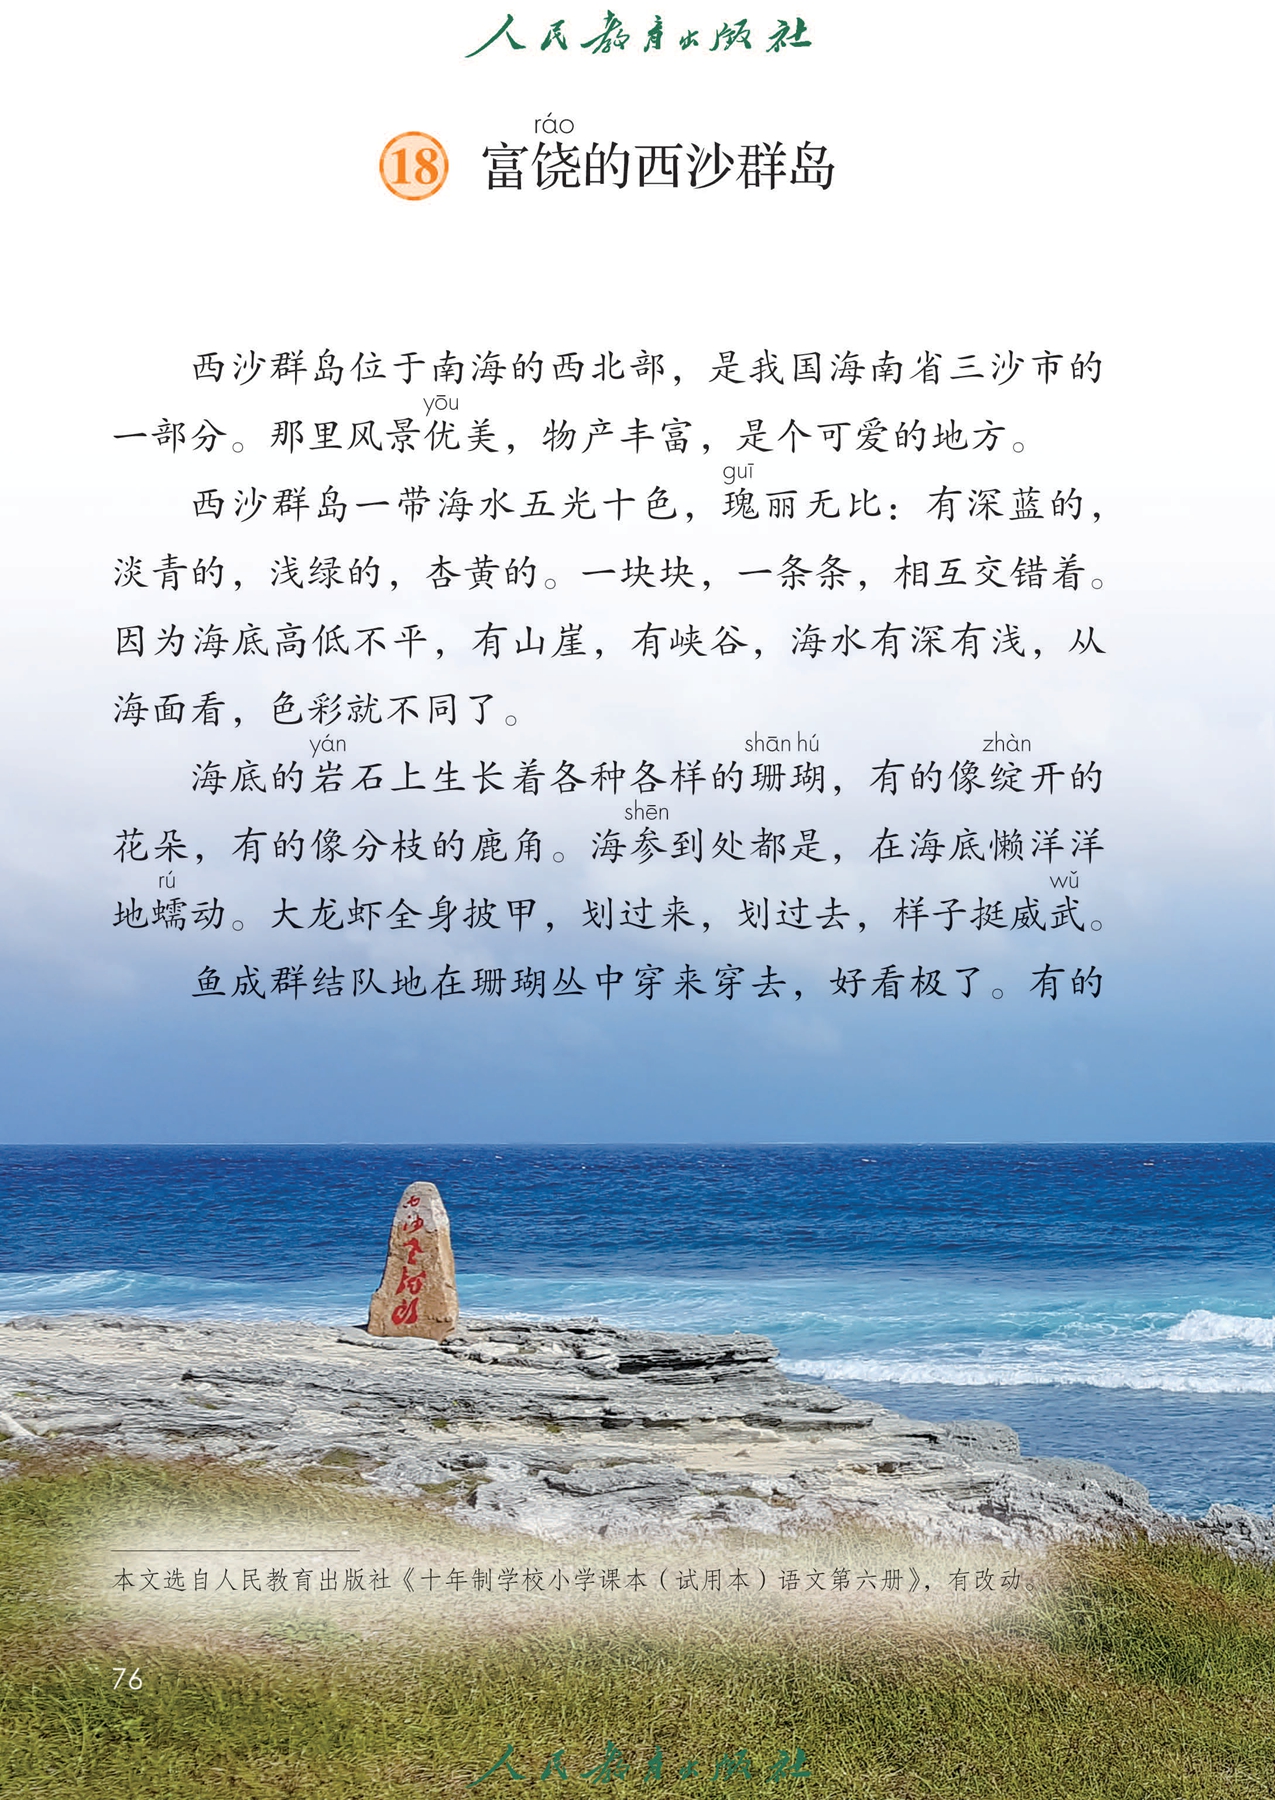 人民教育出版社
ráo
18 富饶的西沙群岛
西沙群岛位于南海的西北部，是我国海南省三沙市的
yōu
一部分。那里风景优美，物产丰富，是个可爱的地方。
guī
西沙群岛一带海水五光十色，瑰丽无比：有深蓝的，
淡青的，浅绿的，杏黄的。一块块，一条条，相互交错着。
因为海底高低不平，有山崖，有峡谷，海水有深有浅，从
海面看，色彩就不同了。
yán shān hú zhàn
海底的岩石上生长着各种各样的珊瑚，有的像绽开的
shēn
花朵，有的像分枝的鹿角。海参到处都是，在海底懒洋洋
rú wǔ
地蠕动。大龙虾全身披甲，划过来，划过去，样子挺威武。
鱼成群结队地在珊瑚丛中穿来穿去，好看极了。有的
西沙
本文选自人民教育出版社《十年制学校小学课本（试用本）语文第六册》，有改动。
76
人民教育出版社